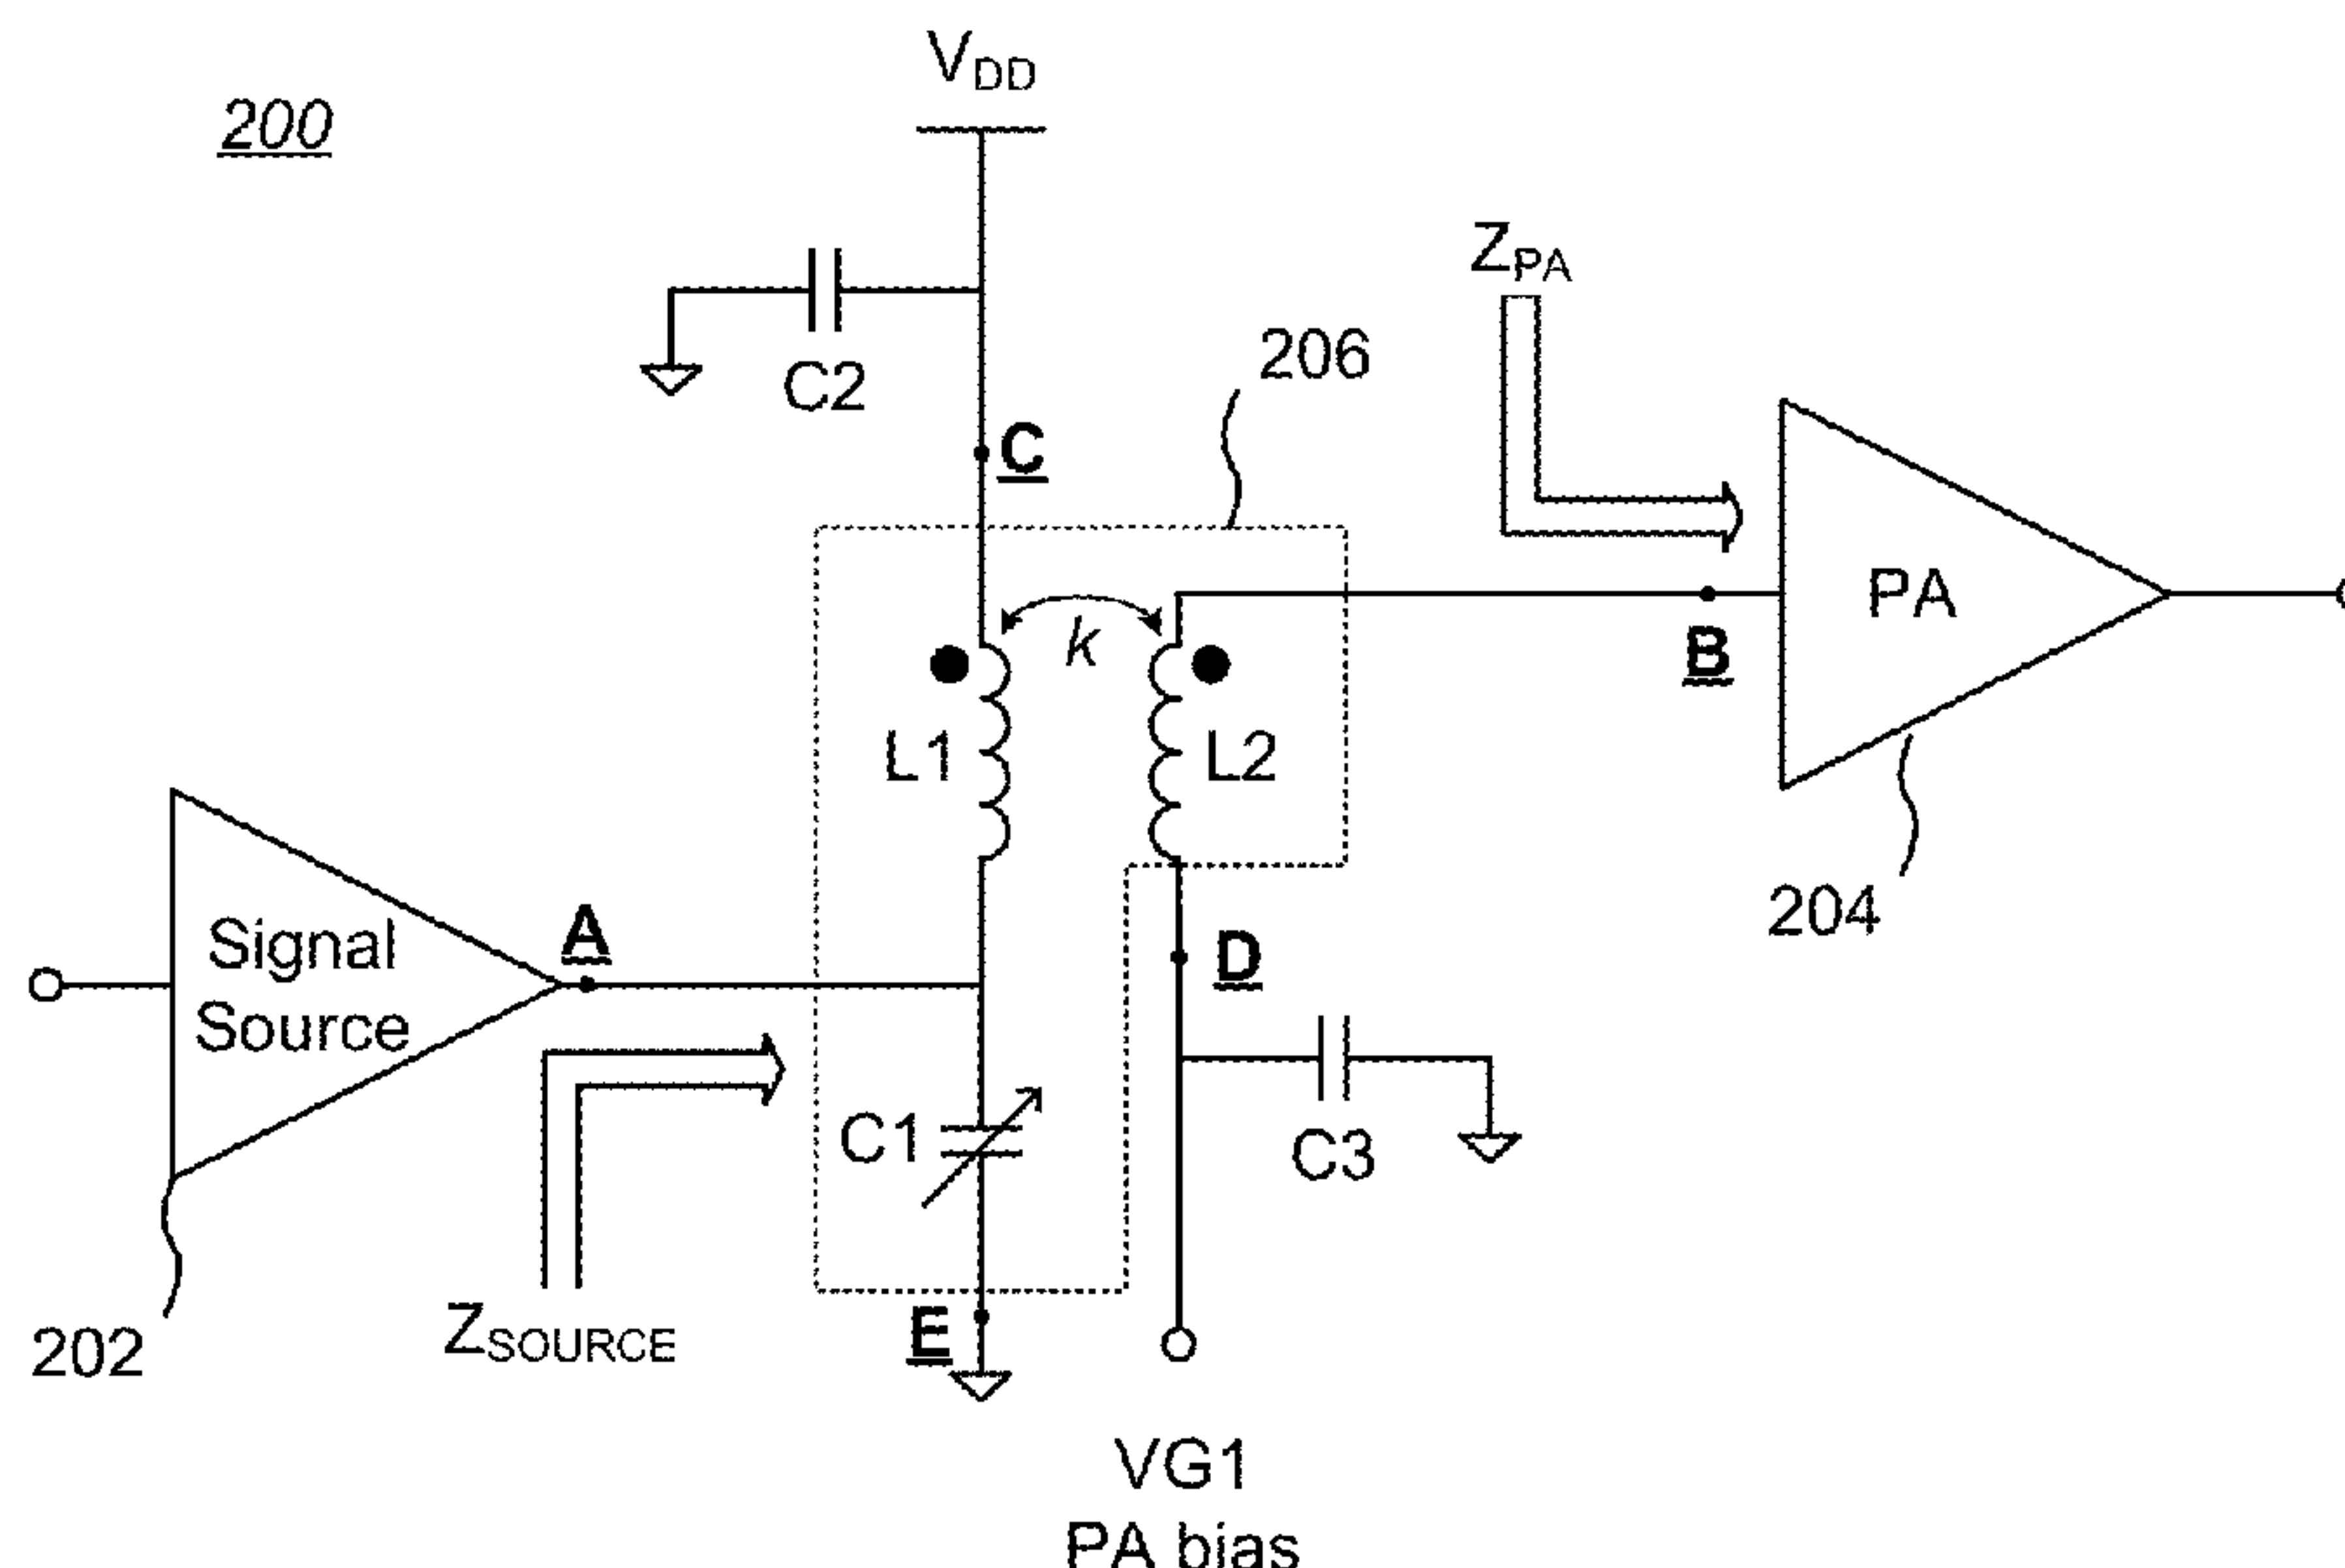 200
VDD
C2
C
206
ZPA
k
L1
L2
PA
B
204
Signal
Source
A
D
C1
C3
202
ZSOURCE
E
VG1
PA bias